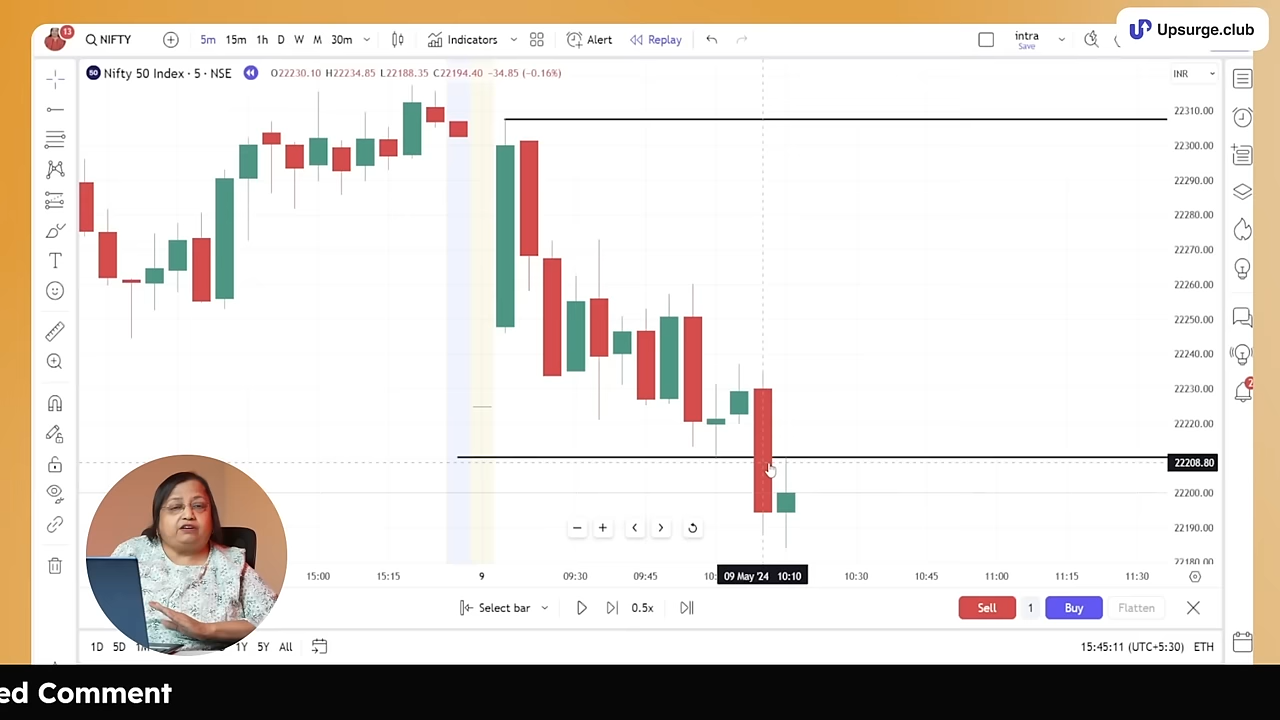 Upsurge.club
13
NIFTY
5m 15m 1h D W M 30m
Indicators
Alert
Replay
intra
Save
50 Nifty 50 Index · 5 · NSE
O22230.10 H22234.85 L22188.35 C22194.40 −34.85 (−0.16%)
INR
22310.00
22300.00
22290.00
22280.00
22270.00
22260.00
22250.00
22240.00
22230.00
22220.00
22208.80
22200.00
22190.00
22180.00
15:00 15:15 9 09:30 09:45 10: 09 May '24 10:10 10:30 10:45 11:00 11:15 11:30
Select bar
0.5x
Sell
1
Buy
Flatten
1D 5D 1M 1Y 5Y All
15:45:11 (UTC+5:30)
ETH
2
ed Comment